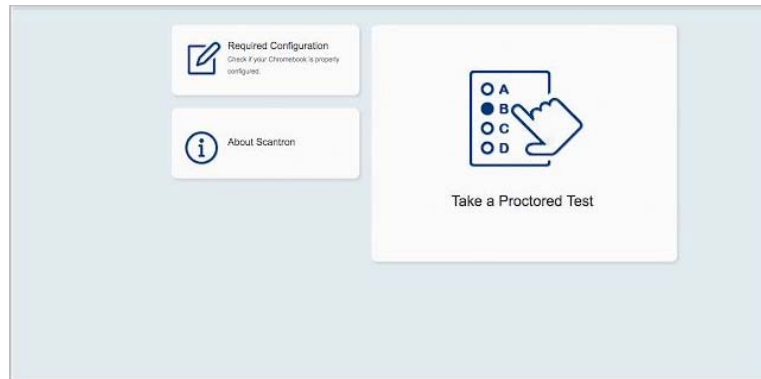 Required Configuration
Check if your Chromebook is properly
configured.
About Scantron
A
B
C
D
Take a Proctored Test